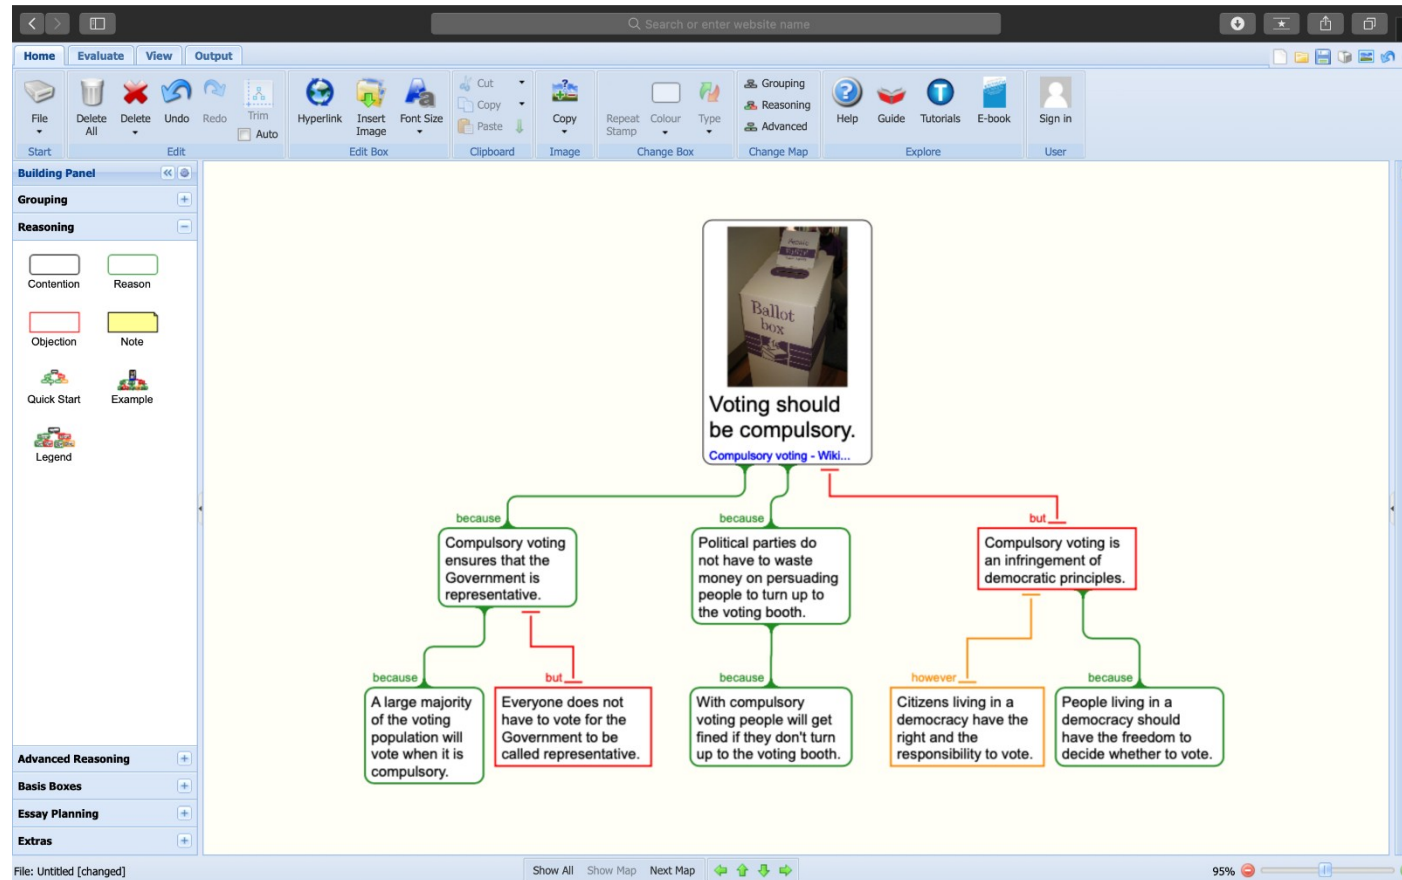 Search or enter website name
Home Evaluate View Output
File Delete All Delete Undo Redo Trim Auto Hyperlink Insert Image Font Size Cut Copy Paste Copy Repeat Stamp Colour Type Grouping Reasoning Advanced Help Guide Tutorials E-book Sign in
Start Edit Edit Box Clipboard Image Change Box Change Map Explore User
Building Panel
Grouping
Reasoning
Contention Reason
Objection Note
Quick Start Example
Legend
Advanced Reasoning
Basis Boxes
Essay Planning
Extras
Ballot
box
Voting should
be compulsory.
Compulsory voting - Wiki...
because
Compulsory voting
ensures that the
Government is
representative.
because
Political parties do
not have to waste
money on persuading
people to turn up to
the voting booth.
but
Compulsory voting is
an infringement of
democratic principles.
because
A large majority
of the voting
population will
vote when it is
compulsory.
but
Everyone does not
have to vote for the
Government to be
called representative.
because
With compulsory
voting people will get
fined if they don't turn
up to the voting booth.
however
Citizens living in a
democracy have the
right and the
responsibility to vote.
because
People living in a
democracy should
have the freedom to
decide whether to vote.
File: Untitled [changed]
Show All Show Map Next Map
95%